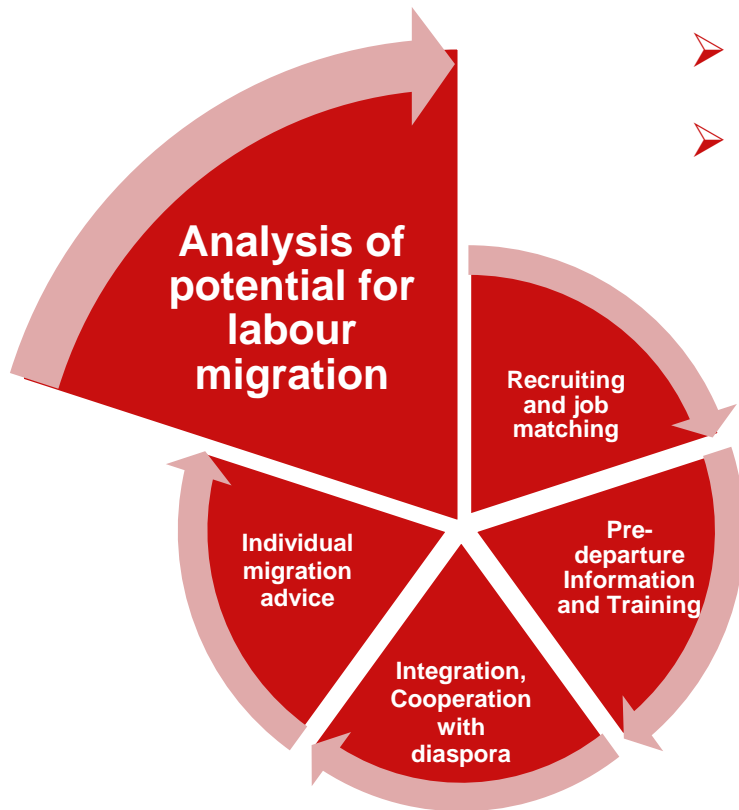 Analysis of
potential for
labour
migration
Recruiting
and job
matching
Pre-
departure
Information
and Training
Integration,
Cooperation
with
diaspora
Individual
migration
advice